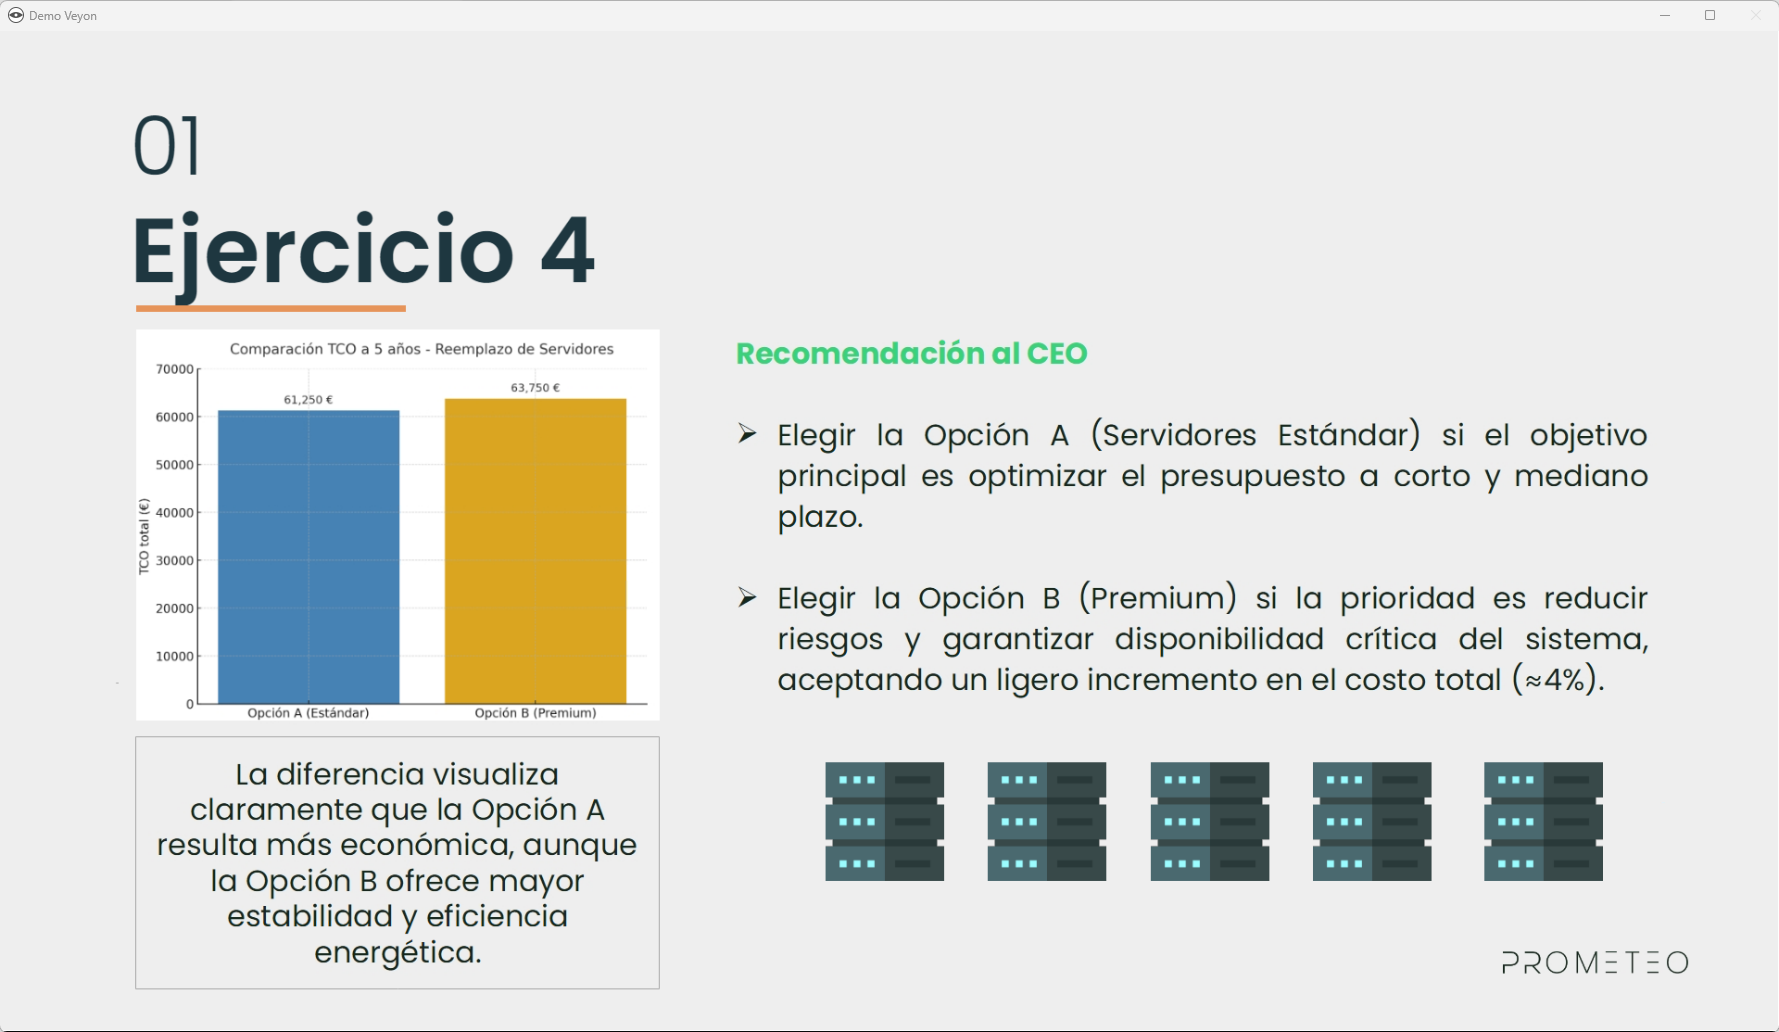 Demo Veyon
01
Ejercicio 4
Comparación TCO a 5 años - Reemplazo de Servidores
70000
60000
50000
40000
30000
20000
10000
0
TCO total (€)
61,250 €
63,750 €
Opción A (Estándar)
Opción B (Premium)
La diferencia visualiza
claramente que la Opción A
resulta más económica, aunque
la Opción B ofrece mayor
estabilidad y eficiencia
energética.
Recomendación al CEO
➢ Elegir la Opción A (Servidores Estándar) si el objetivo
principal es optimizar el presupuesto a corto y mediano
plazo.
➢ Elegir la Opción B (Premium) si la prioridad es reducir
riesgos y garantizar disponibilidad crítica del sistema,
aceptando un ligero incremento en el costo total (≈4%).
PROMETEO